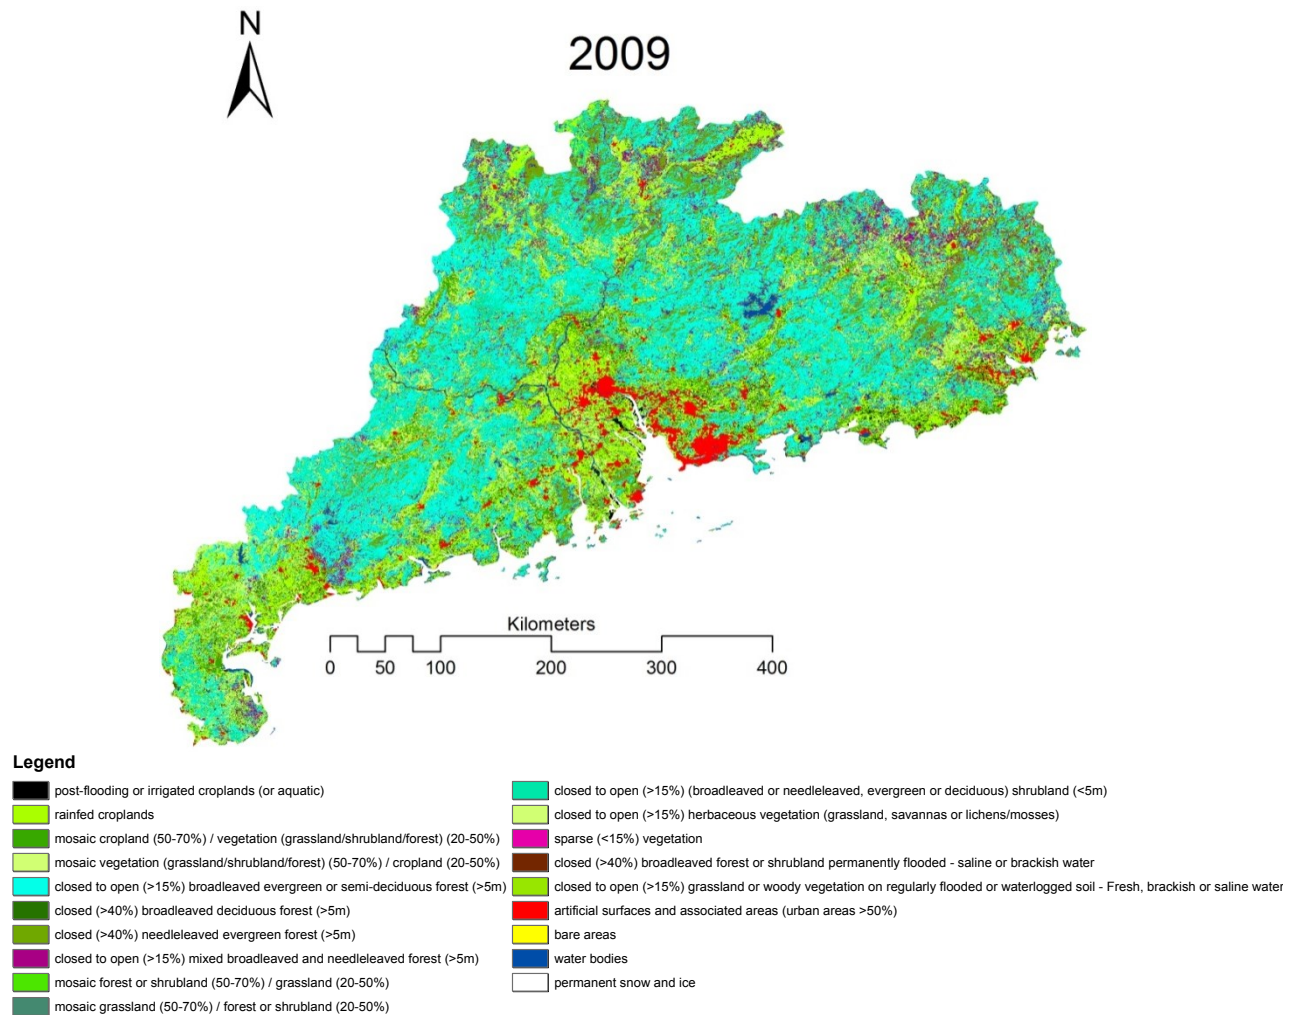 N
2009
Kilometers
0 50 100 200 300 400
Legend
post-flooding or irrigated croplands (or aquatic)
rainfed croplands
mosaic cropland (50-70%) / vegetation (grassland/shrubland/forest) (20-50%)
mosaic vegetation (grassland/shrubland/forest) (50-70%) / cropland (20-50%)
closed to open (>15%) broadleaved evergreen or semi-deciduous forest (>5m)
closed (>40%) broadleaved deciduous forest (>5m)
closed (>40%) needleleaved evergreen forest (>5m)
closed to open (>15%) mixed broadleaved and needleleaved forest (>5m)
mosaic forest or shrubland (50-70%) / grassland (20-50%)
mosaic grassland (50-70%) / forest or shrubland (20-50%)
closed to open (>15%) (broadleaved or needleleaved, evergreen or deciduous) shrubland (<5m)
closed to open (>15%) herbaceous vegetation (grassland, savannas or lichens/mosses)
sparse (<15%) vegetation
closed (>40%) broadleaved forest or shrubland permanently flooded - saline or brackish water
closed to open (>15%) grassland or woody vegetation on regularly flooded or waterlogged soil - Fresh, brackish or saline water
artificial surfaces and associated areas (urban areas >50%)
bare areas
water bodies
permanent snow and ice